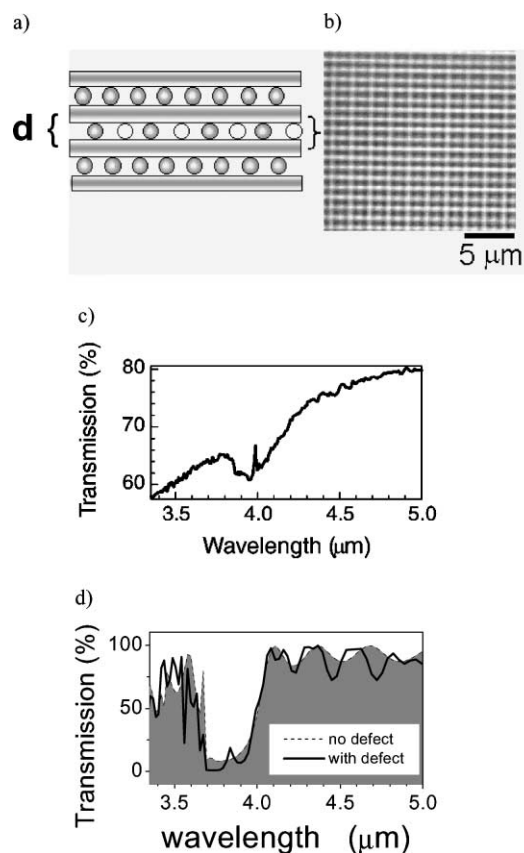 a)
b)
d { }
5 μm
c)
Transmission (%)
80
70
60
3.5 4.0 4.5 5.0
Wavelength (μm)
d)
Transmission (%)
100
50
0
no defect
with defect
3.5 4.0 4.5 5.0
wavelength (μm)